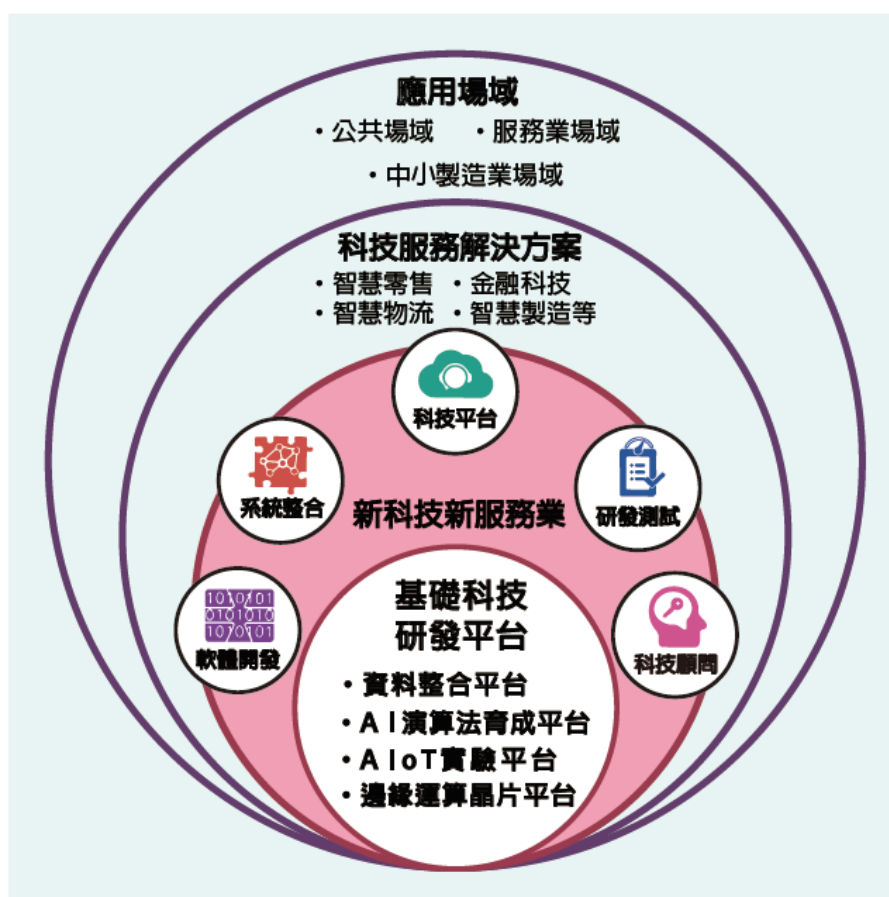 應用場域
・公共場域 ・服務業場域
・中小製造業場域
科技服務解決方案
・智慧零售 ・金融科技
・智慧物流 ・智慧製造等
科技平台
系統整合
研發測試
新科技新服務業
1010101
0101010
1010101
軟體開發
科技顧問
基礎科技
研發平台
・資料整合平台
・AI演算法育成平台
・AIoT實驗平台
・邊緣運算晶片平台